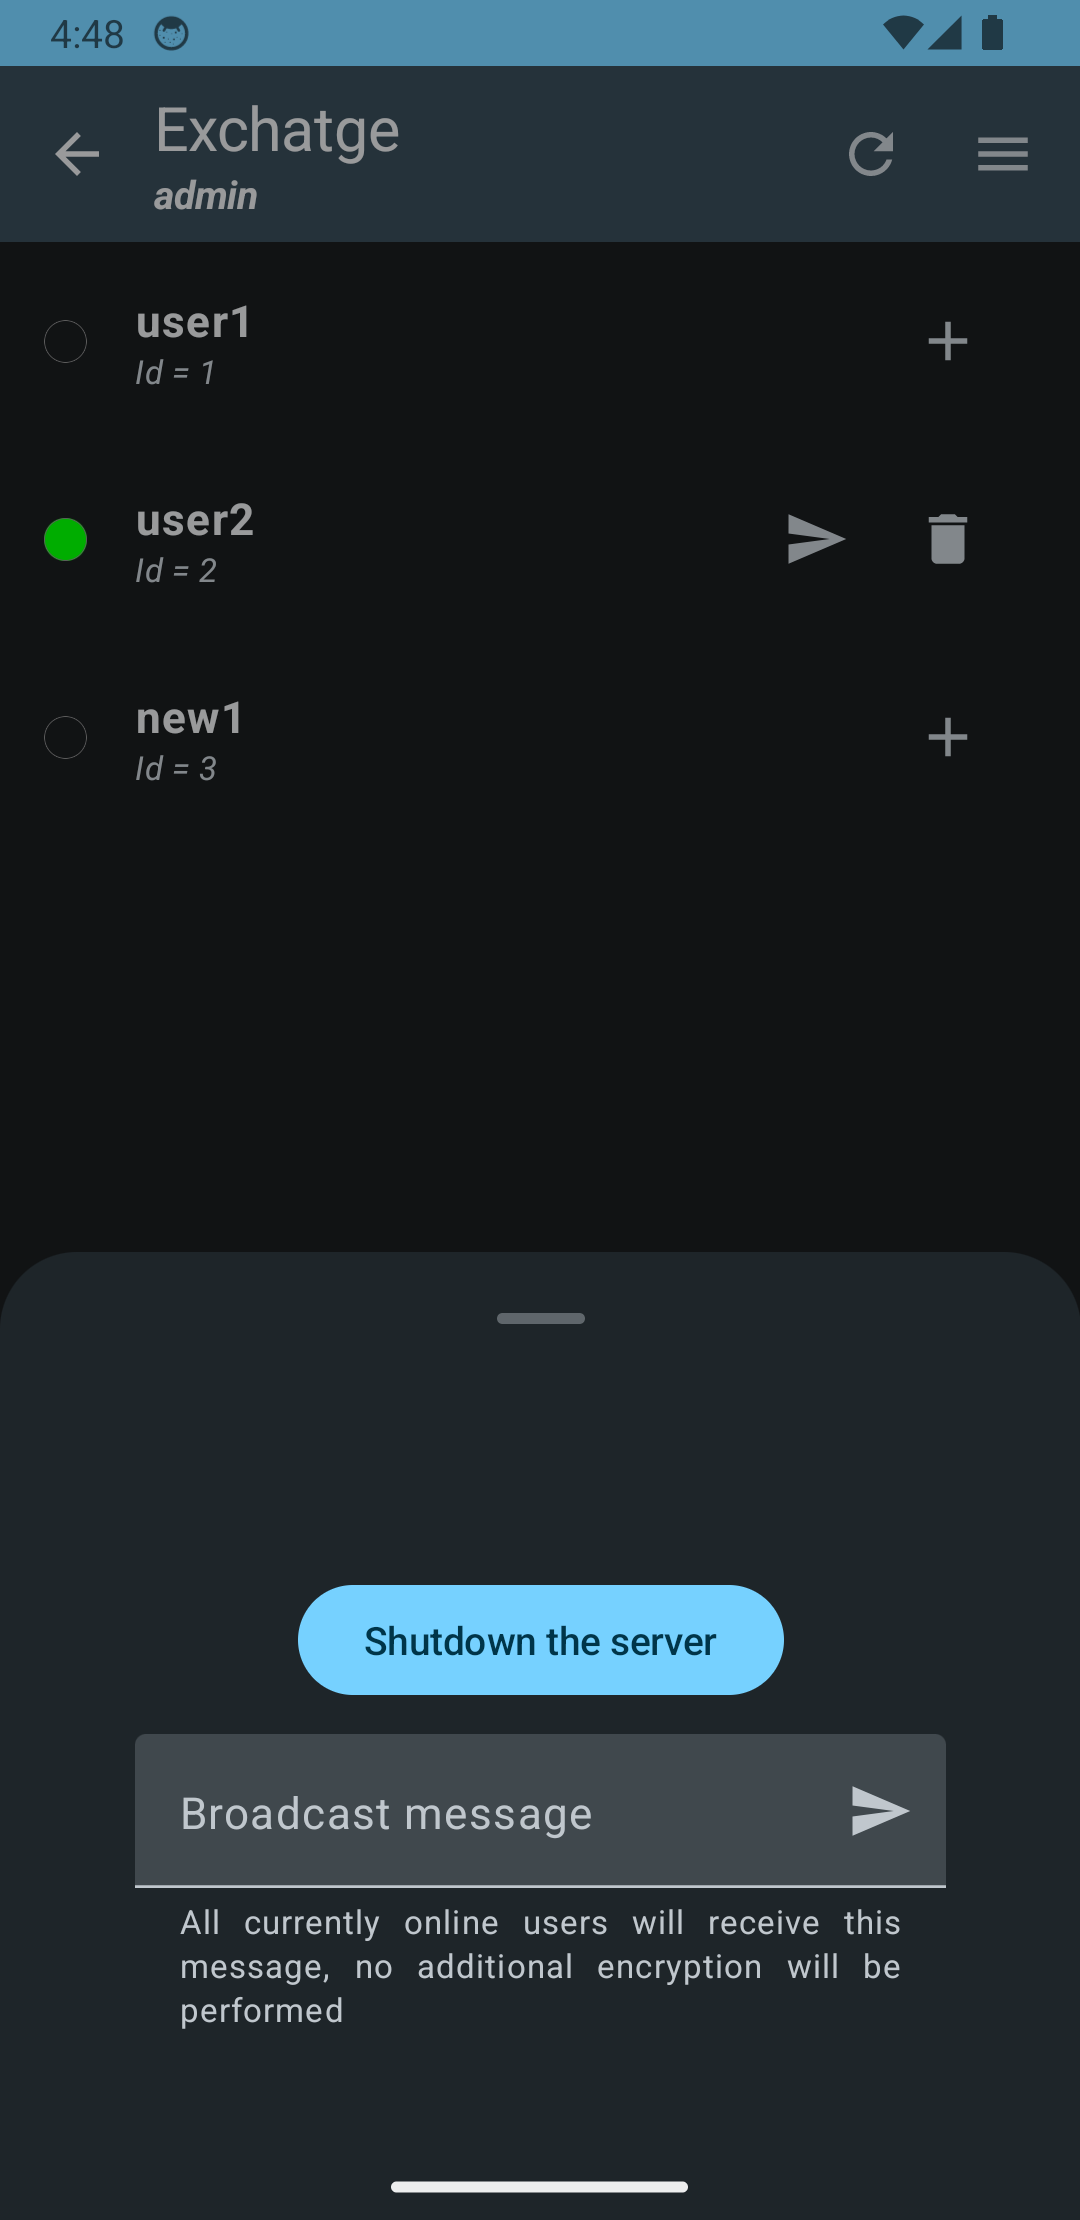 4:48
Exchatge
admin
user1
Id = 1
user2
Id = 2
new1
Id = 3
Shutdown the server
Broadcast message
All currently online users will receive this
message, no additional encryption will be
performed